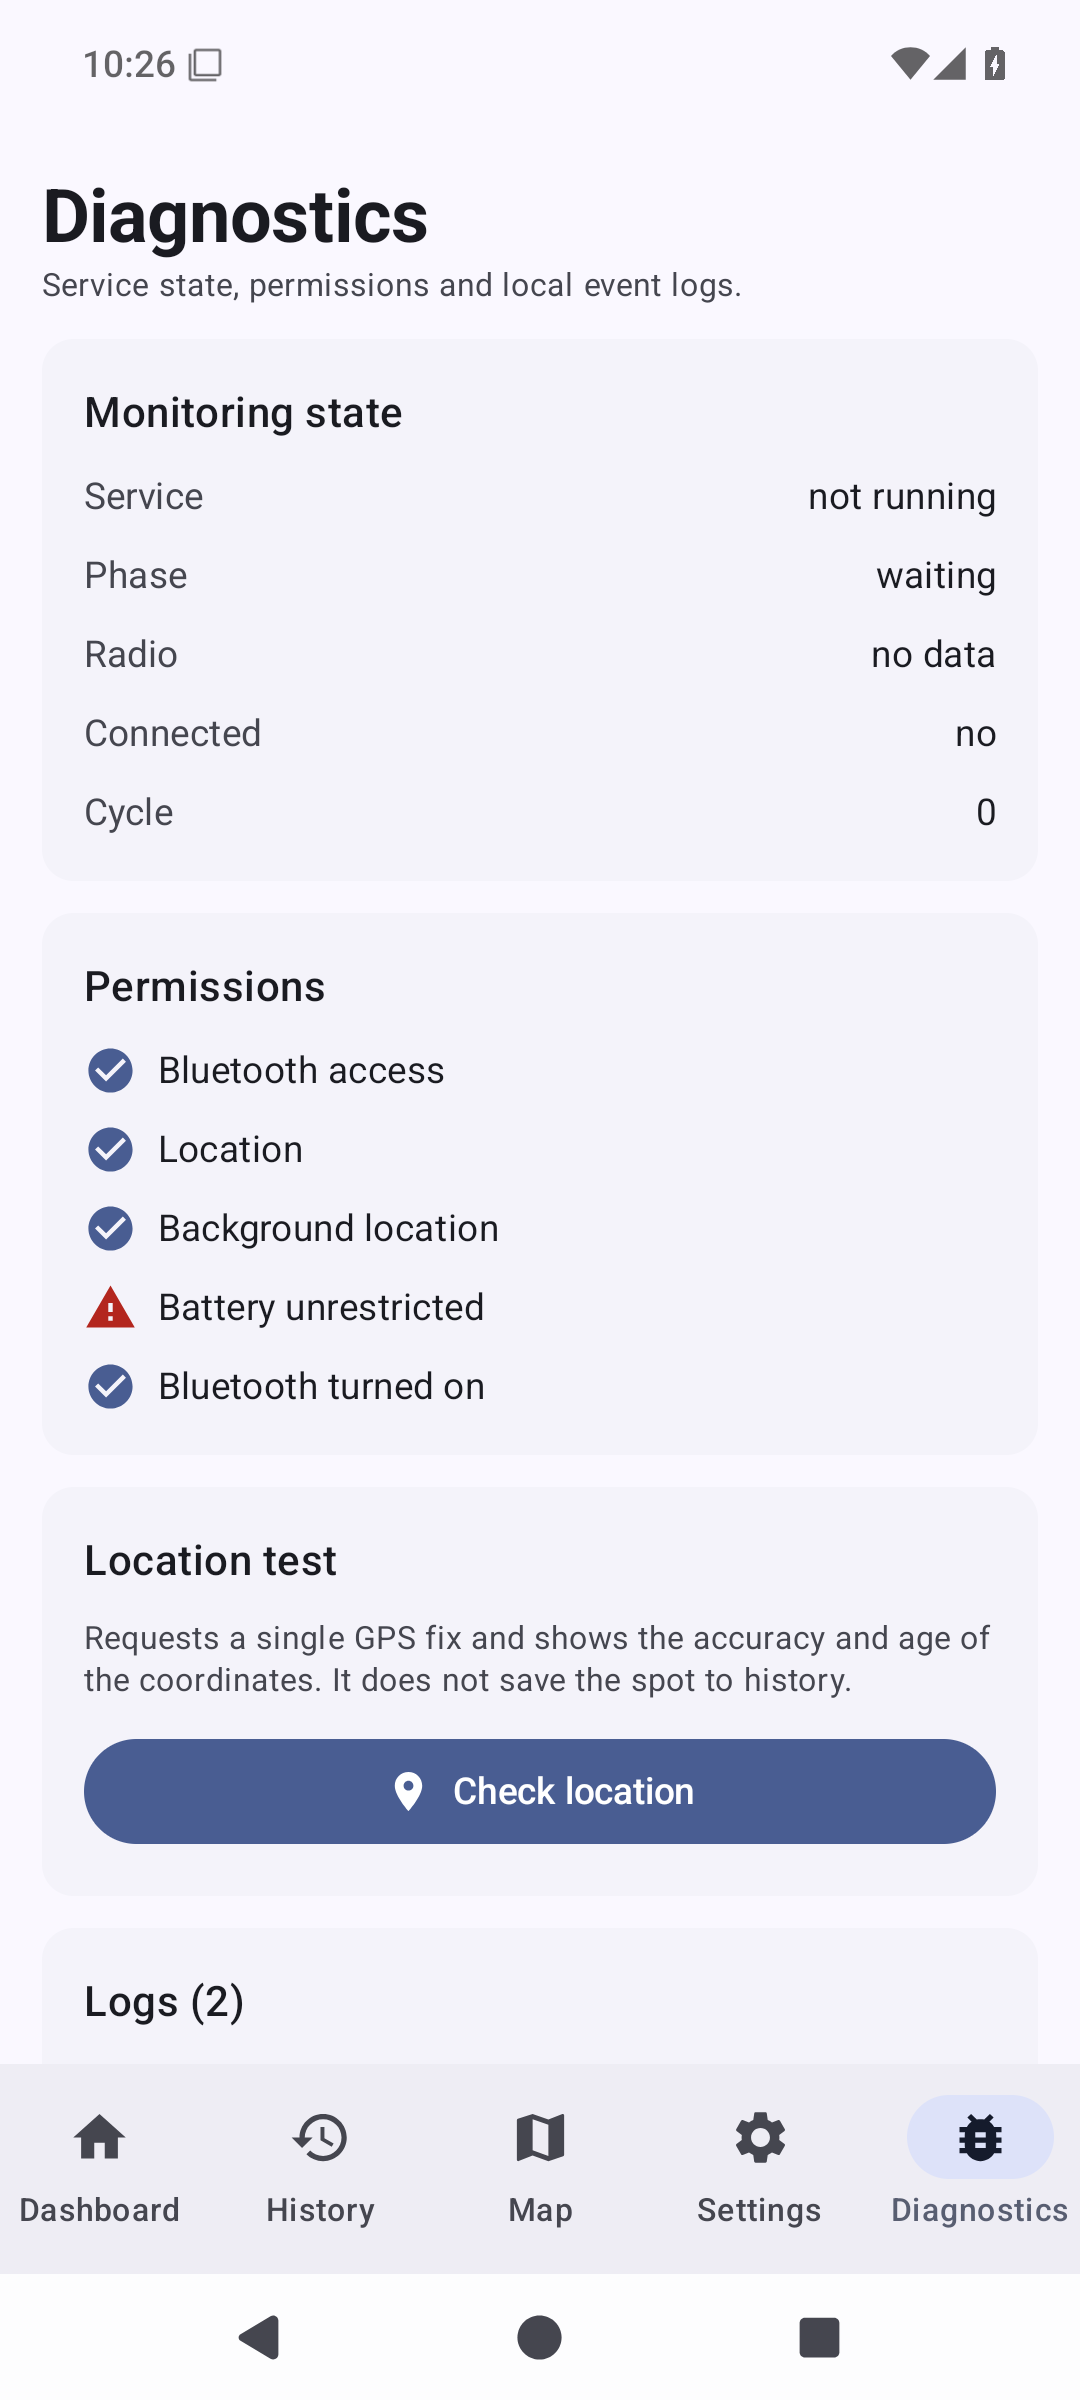 10:26
Diagnostics
Service state, permissions and local event logs.
Monitoring state
Service not running
Phase waiting
Radio no data
Connected no
Cycle 0
Permissions
Bluetooth access
Location
Background location
Battery unrestricted
Bluetooth turned on
Location test
Requests a single GPS fix and shows the accuracy and age of
the coordinates. It does not save the spot to history.
Check location
Logs (2)
Dashboard History Map Settings Diagnostics